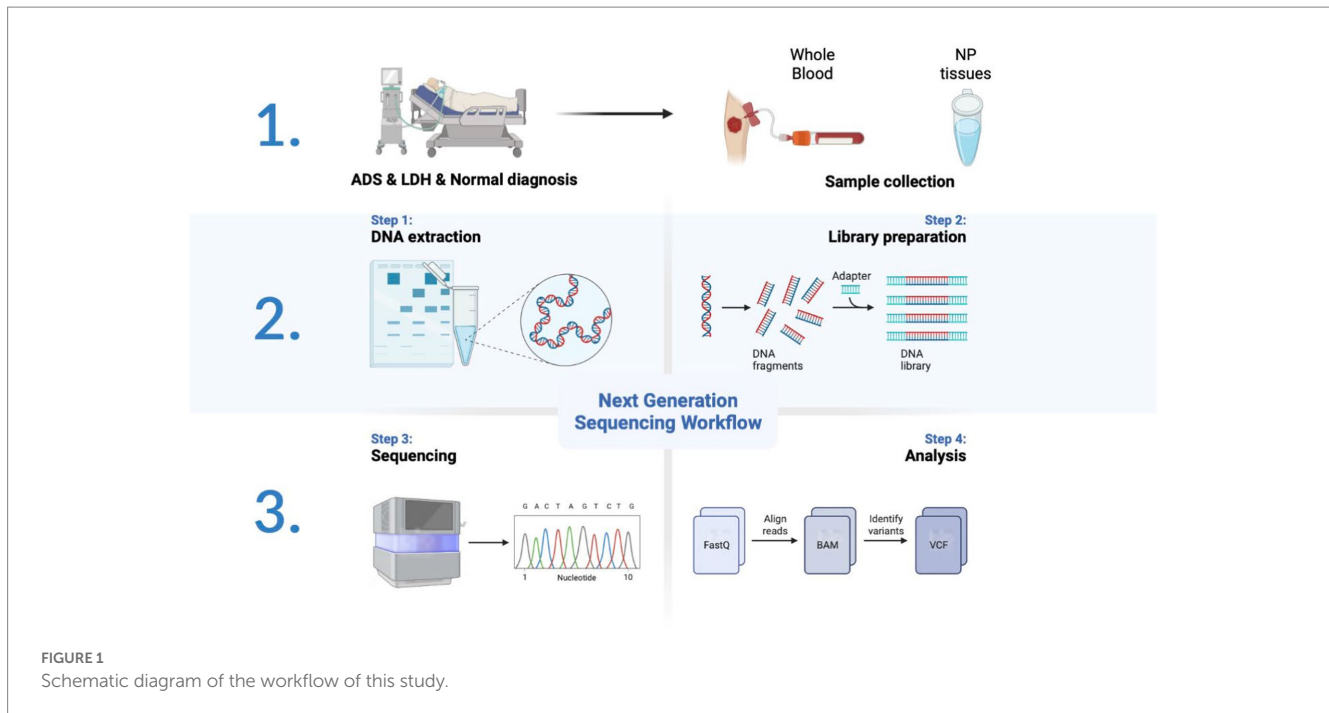 1.
ADS & LDH & Normal diagnosis
Whole
Blood
NP
tissues
Sample collection
2.
Step 1:
DNA extraction
Step 2:
Library preparation
Adapter
DNA
fragments
DNA
library
Next Generation
Sequencing Workflow
3.
Step 3:
Sequencing
G A C T A G T C T G
1 Nucleotide 10
Step 4:
Analysis
FastQ
Align
reads
BAM
Identify
variants
VCF
FIGURE 1
Schematic diagram of the workflow of this study.